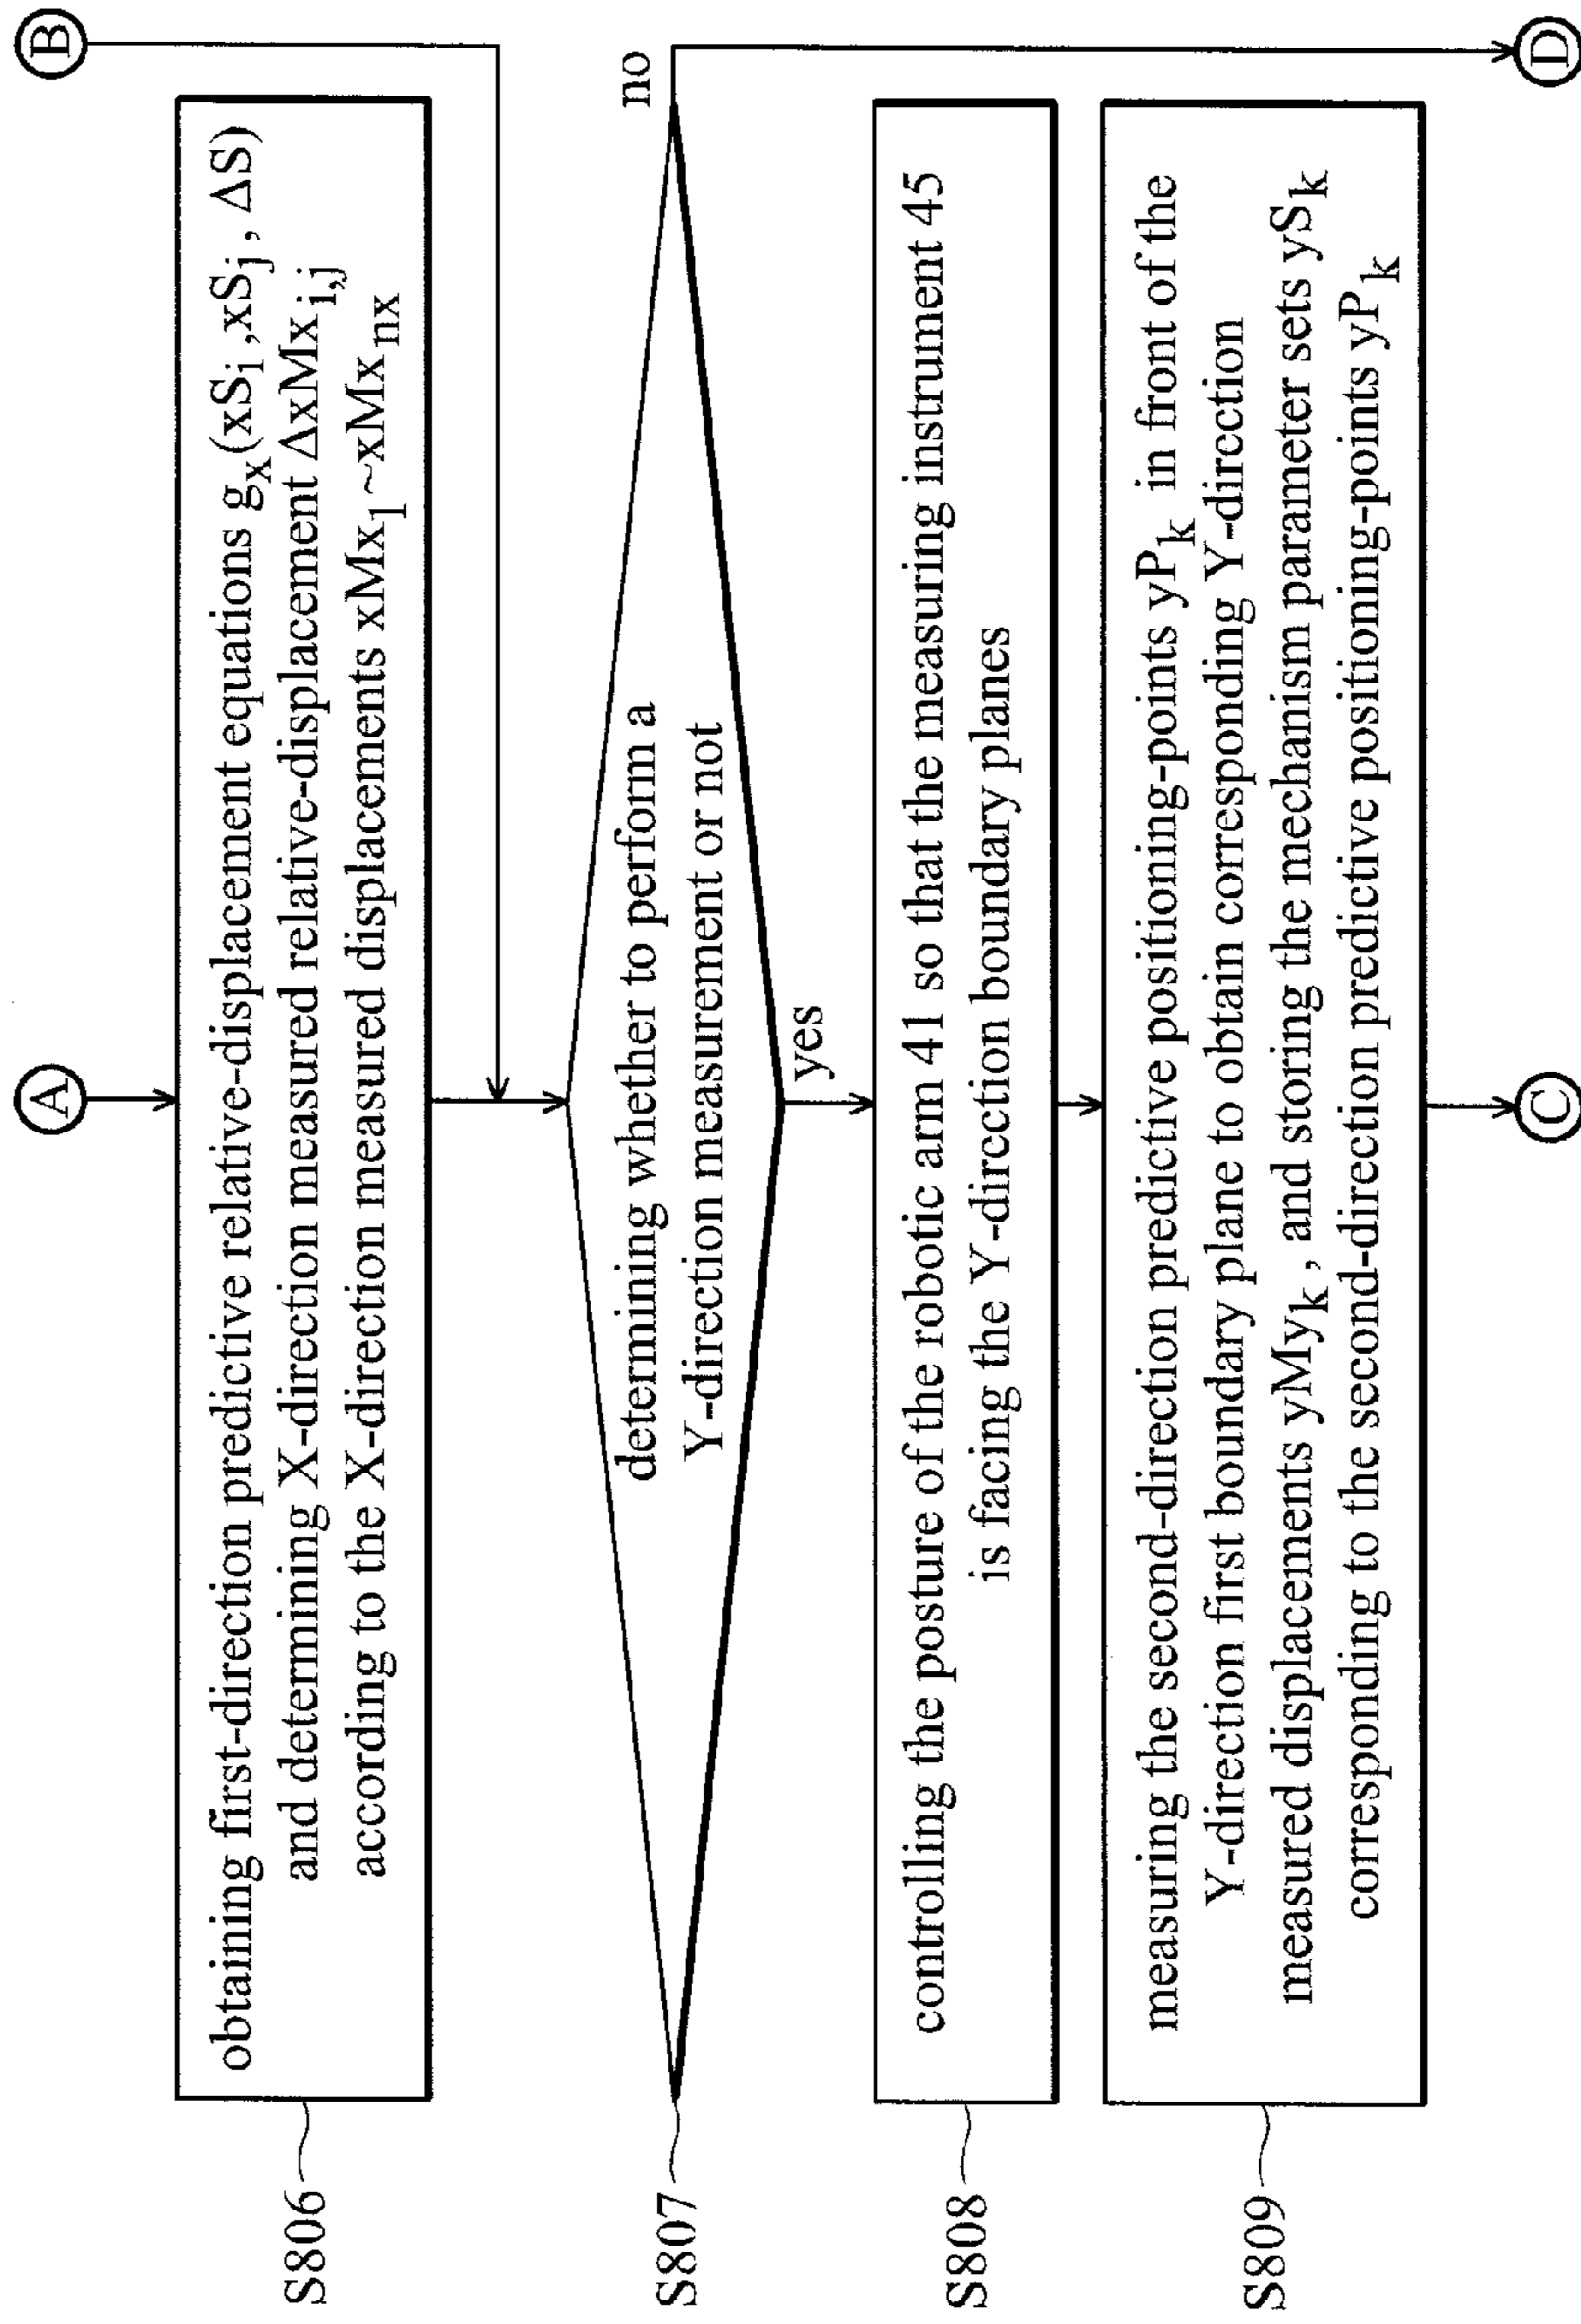 A
B
S806
obtaining first-direction predictive relative-displacement equations gₓ(xSᵢ,xSⱼ, ΔS)
and determining X-direction measured relative-displacement ΔxMxᵢ,ⱼ
according to the X-direction measured displacements xMx₁~xMxₙₓ
S807
determining whether to perform a
Y-direction measurement or not
no
yes
S808
controlling the posture of the robotic arm 41 so that the measuring instrument 45
is facing the Y-direction boundary planes
S809
measuring the second-direction predictive positioning-points yPₖ in front of the
Y-direction first boundary plane to obtain corresponding Y-direction
measured displacements yMyₖ, and storing the mechanism parameter sets ySₖ
corresponding to the second-direction predictive positioning-points yPₖ
C
D